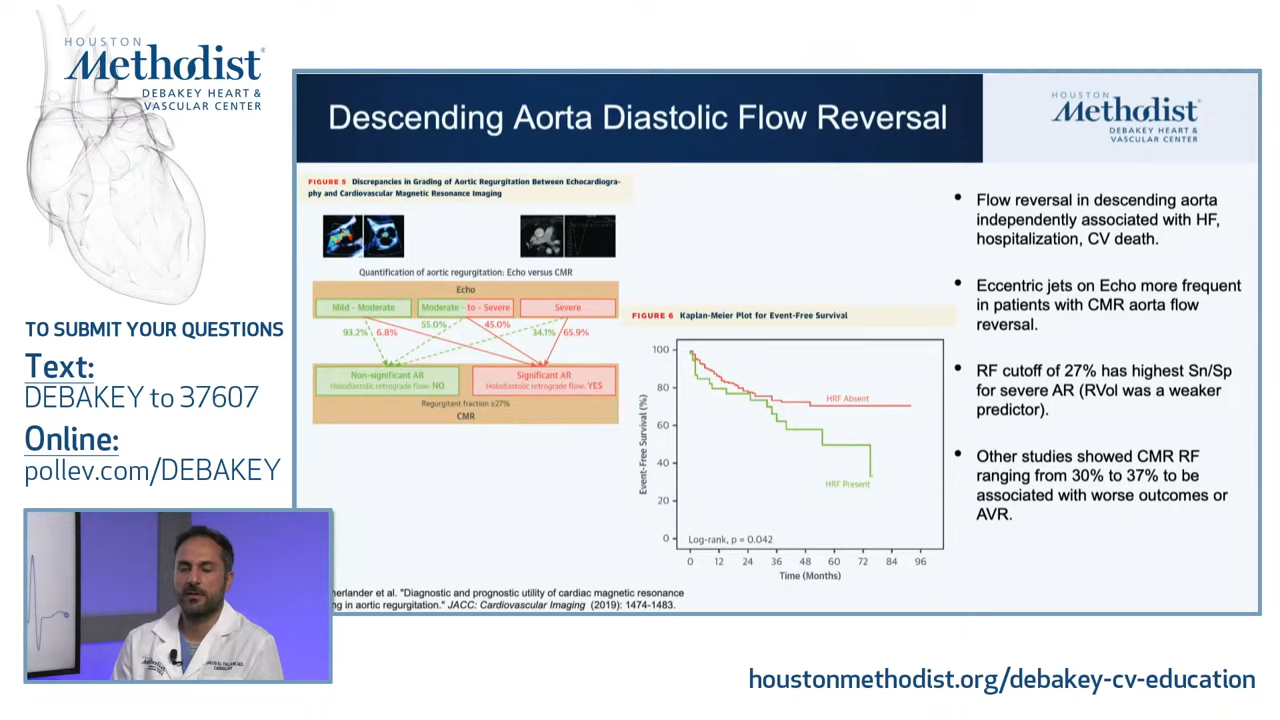 HOUSTON
Methodist
DEBAKEY HEART &
VASCULAR CENTER
TO SUBMIT YOUR QUESTIONS
Text:
DEBAKEY to 37607
Online:
pollev.com/DEBAKEY
Descending Aorta Diastolic Flow Reversal
HOUSTON
Methodist
DEBAKEY HEART &
VASCULAR CENTER
FIGURE 5 Discrepancies in Grading of Aortic Regurgitation Between Echocardiogra-
phy and Cardiovascular Magnetic Resonance Imaging
Quantification of aortic regurgitation: Echo versus CMR
Echo
Mild – Moderate
Moderate – to – Severe
Severe
93.2%
6.8%
55.0%
45.0%
34.1%
65.9%
Non-significant AR
Holodiastolic retrograde flow: NO
Significant AR
Holodiastolic retrograde flow: YES
Regurgitant fraction ≥27%
CMR
FIGURE 6 Kaplan-Meier Plot for Event-Free Survival
Event-Free Survival (%)
100
80
60
40
20
0
HRF Absent
HRF Present
Log-rank, p = 0.042
0 12 24 36 48 60 72 84 96
Time (Months)
• Flow reversal in descending aorta
independently associated with HF,
hospitalization, CV death.
• Eccentric jets on Echo more frequent
in patients with CMR aorta flow
reversal.
• RF cutoff of 27% has highest Sn/Sp
for severe AR (RVol was a weaker
predictor).
• Other studies showed CMR RF
ranging from 30% to 37% to be
associated with worse outcomes or
AVR.
herlander et al. "Diagnostic and prognostic utility of cardiac magnetic resonance
ng in aortic regurgitation." JACC: Cardiovascular Imaging (2019): 1474-1483.
Methodist
houstonmethodist.org/debakey-cv-education